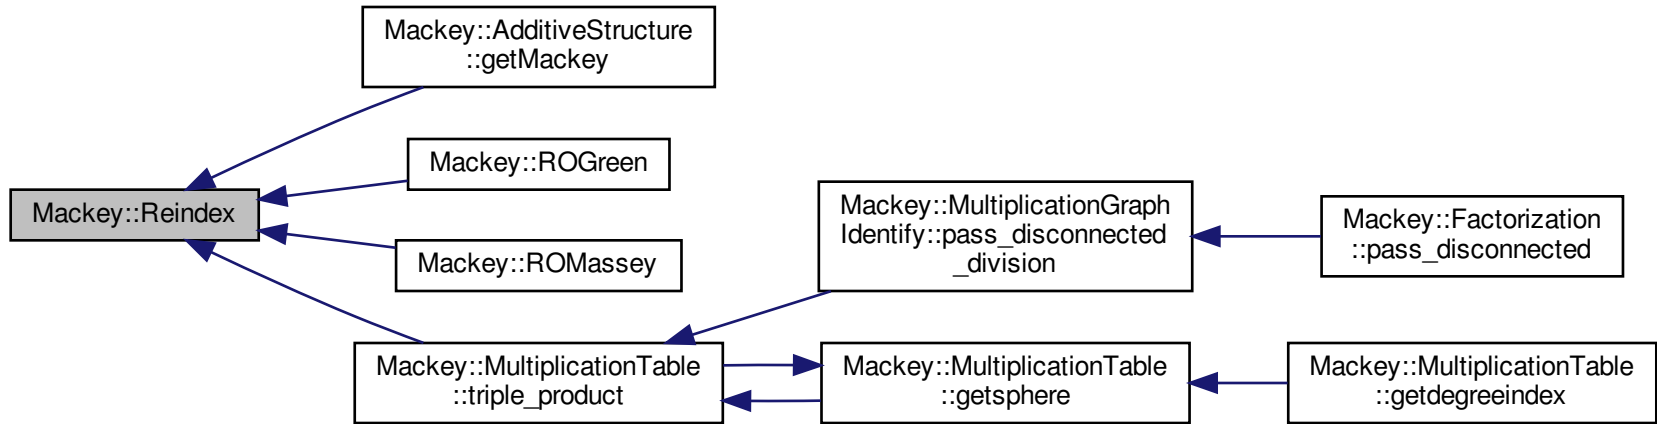 Mackey::AdditiveStructure
::getMackey
Mackey::ROGreen
Mackey::Reindex
Mackey::ROMassey
Mackey::MultiplicationTable
::triple_product
Mackey::MultiplicationGraph
Identify::pass_disconnected
_division
Mackey::Factorization
::pass_disconnected
Mackey::MultiplicationTable
::getsphere
Mackey::MultiplicationTable
::getdegreeindex